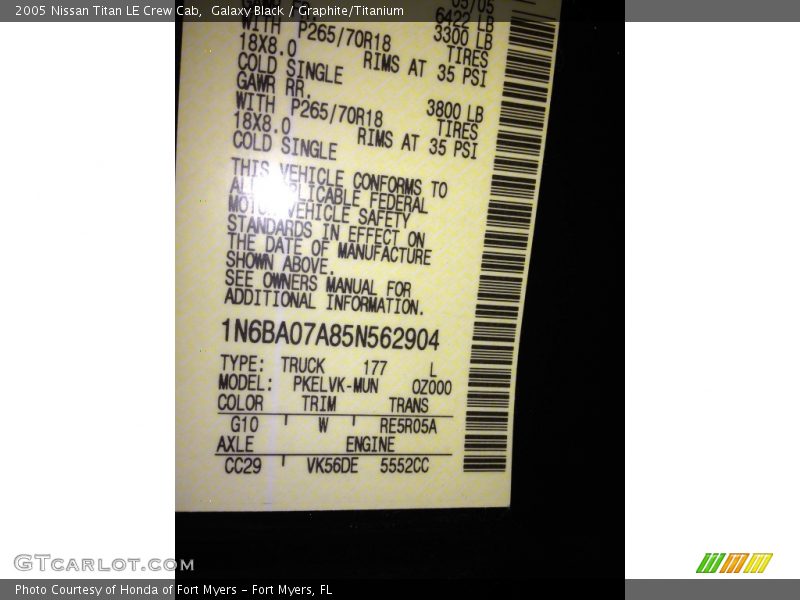 2005 Nissan Titan LE Crew Cab,  Galaxy Black / Graphite/Titanium
05/05
6422 LB
3300 LB
WITH P265/70R18 TIRES
18X8.0 RIMS AT 35 PSI
COLD SINGLE
GAWR RR. 3800 LB
WITH P265/70R18 TIRES
18X8.0 RIMS AT 35 PSI
COLD SINGLE
THIS VEHICLE CONFORMS TO
ALL APPLICABLE FEDERAL
MOTOR VEHICLE SAFETY
STANDARDS IN EFFECT ON
THE DATE OF MANUFACTURE
SHOWN ABOVE.
SEE OWNERS MANUAL FOR
ADDITIONAL INFORMATION.
1N6BA07A85N562904
TYPE: TRUCK 177 L
MODEL: PKELVK-MUN 0Z000
COLOR TRIM TRANS
G10 W RE5R05A
AXLE ENGINE
CC29 VK56DE 5552CC
GTCarLot.com
Photo Courtesy of Honda of Fort Myers – Fort Myers, FL